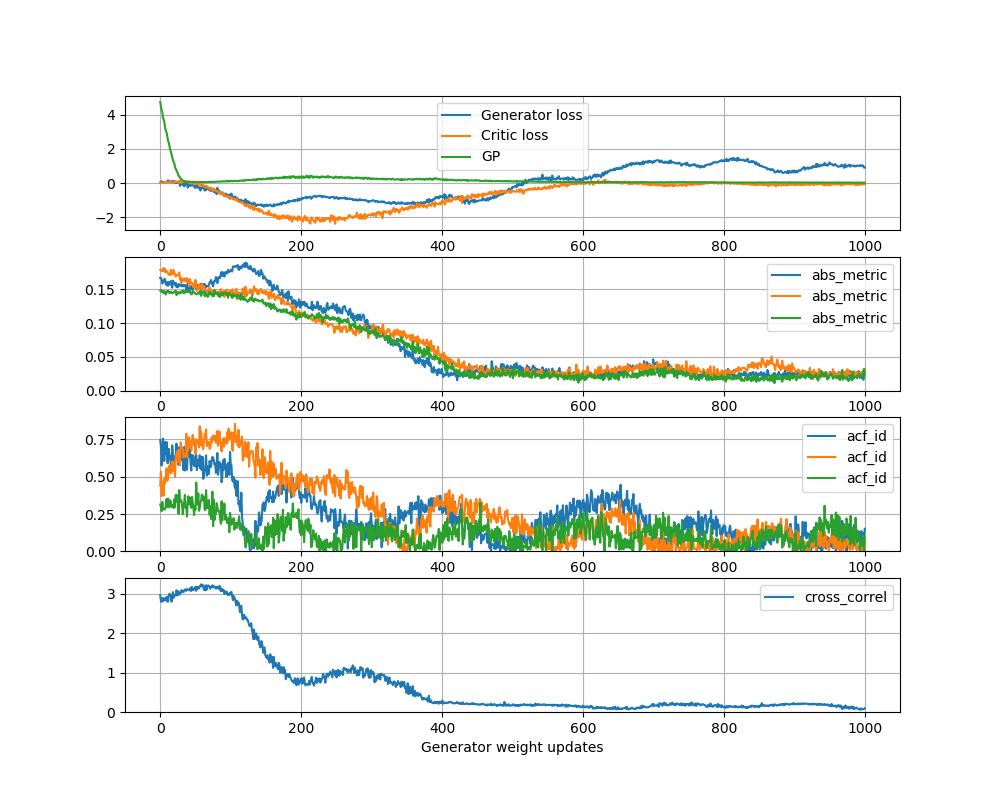 4
2
0
−2
Generator loss
Critic loss
GP
0 200 400 600 800 1000
0.15
0.10
0.05
0.00
abs_metric
abs_metric
abs_metric
0 200 400 600 800 1000
0.75
0.50
0.25
0.00
acf_id
acf_id
acf_id
0 200 400 600 800 1000
3
2
1
0
cross_correl
0 200 400 600 800 1000
Generator weight updates